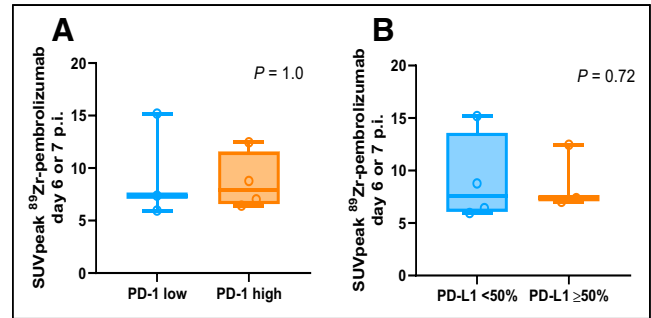 A
SUVpeak ⁸⁹Zr-pembrolizumab
day 6 or 7 p.i.
20
15
10
5
0
P = 1.0
PD-1 low
PD-1 high
B
SUVpeak ⁸⁹Zr-pembrolizumab
day 6 or 7 p.i.
20
15
10
5
0
P = 0.72
PD-L1 <50%
PD-L1 ≥50%